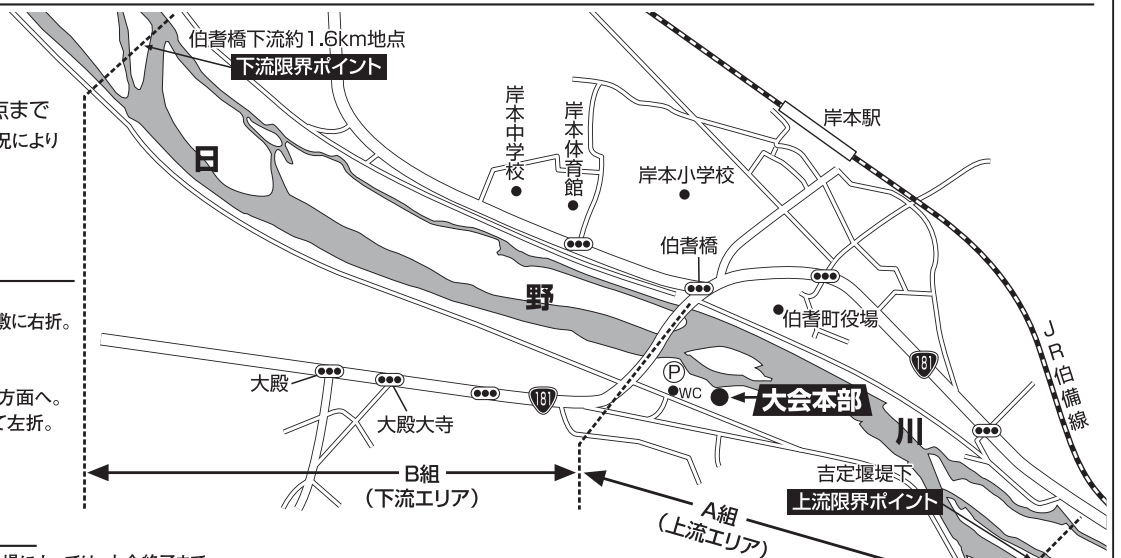 伯耆橋下流約1.6km地点
下流限界ポイント
点まで
況により
敷に右折。
方面へ。
て左折。
日
野
川
岸本中学校
岸本体育館
岸本小学校
岸本駅
伯耆橋
伯耆町役場
181
JR伯備線
大殿
大殿大寺
181
P
WC
大会本部
吉定堰堤下
上流限界ポイント
B組
(下流エリア)
A組
(上流エリア)